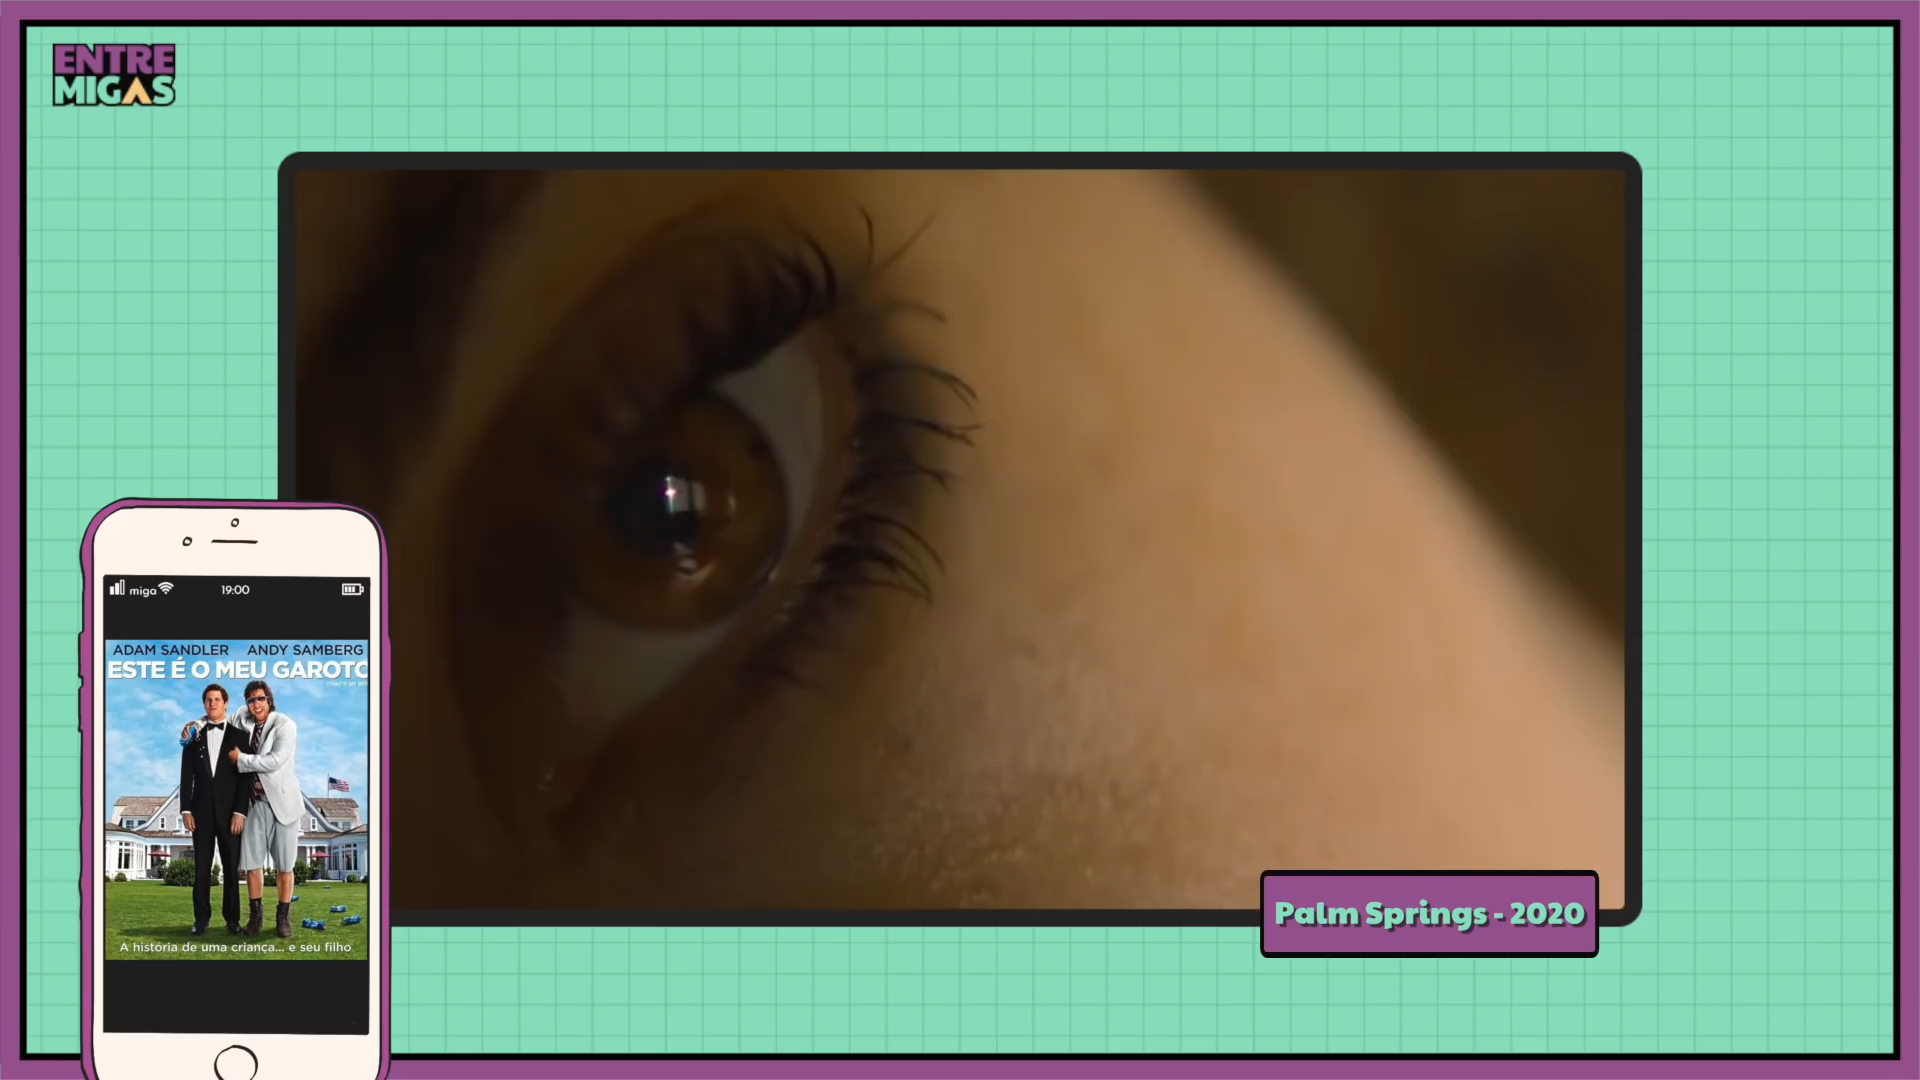 ENTRE
MIGAS
miga
19:00
ADAM SANDLER ANDY SAMBERG
ESTE É O MEU GAROTO
A história de uma criança... e seu filho
Palm Springs - 2020